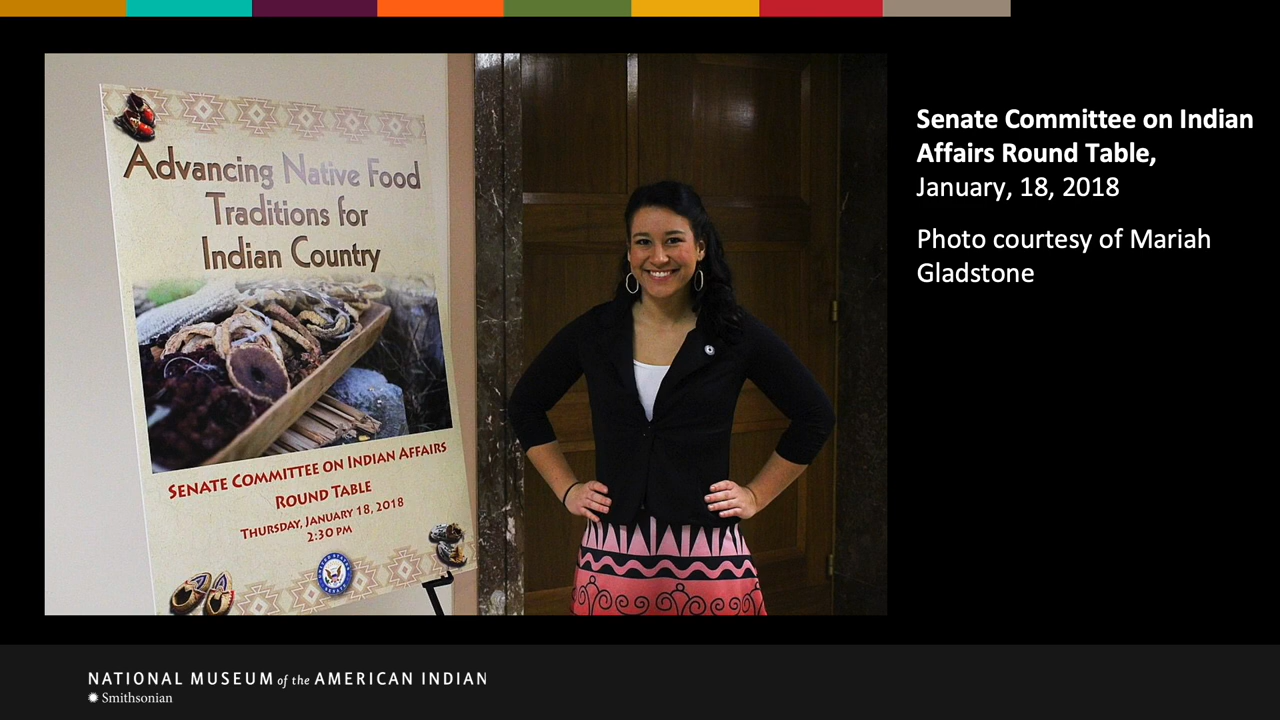 Advancing Native Food
Traditions for
Indian Country
SENATE COMMITTEE ON INDIAN AFFAIRS
ROUND TABLE
THURSDAY, JANUARY 18, 2018
2:30 PM
Senate Committee on Indian
Affairs Round Table,
January, 18, 2018
Photo courtesy of Mariah
Gladstone
NATIONAL MUSEUM of the AMERICAN INDIAN
Smithsonian